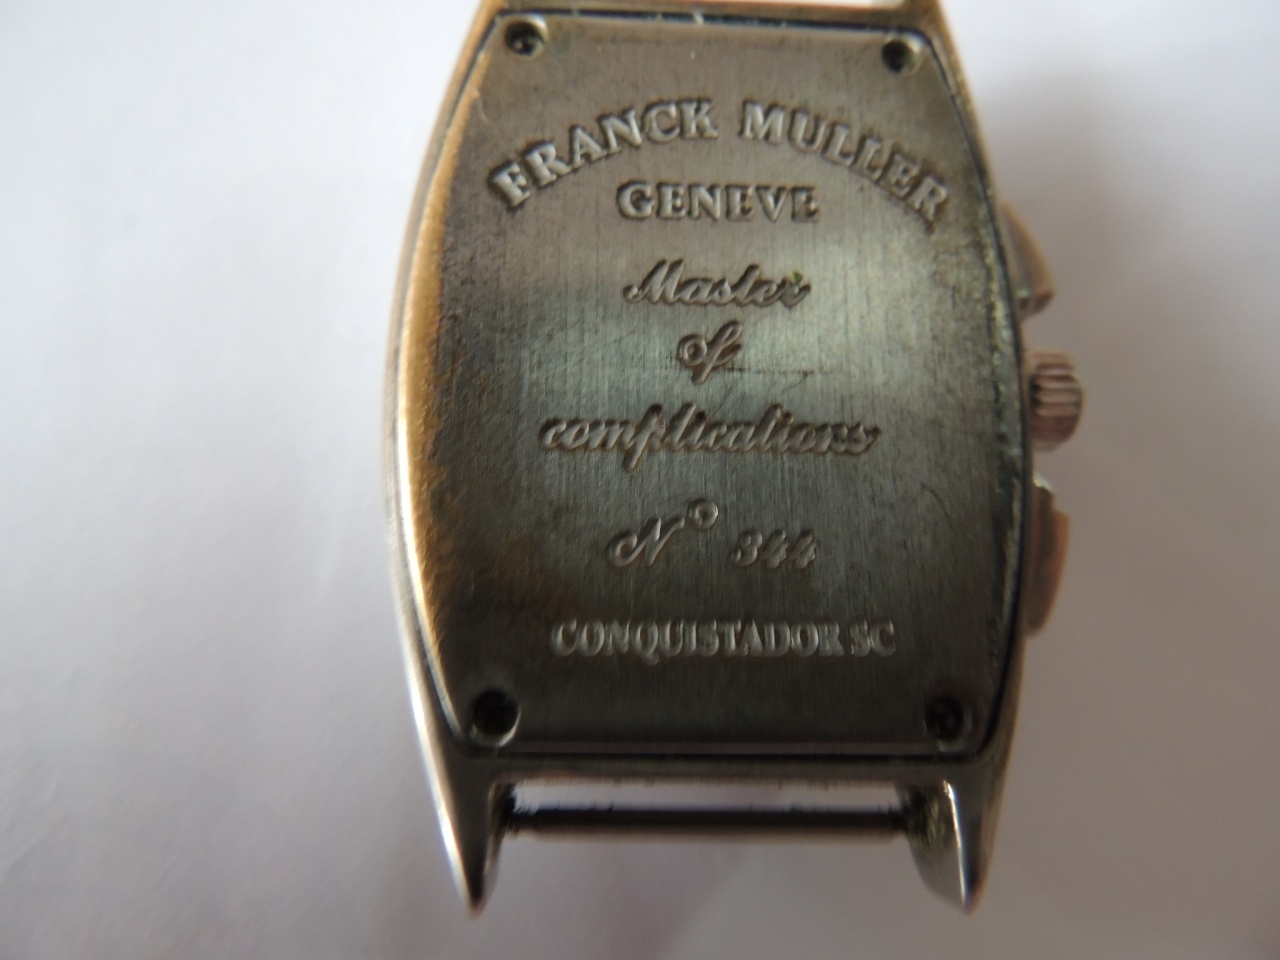 FRANCK MULLER
GENEVE
Master
of
complications
N° 344
CONQUISTADOR SC